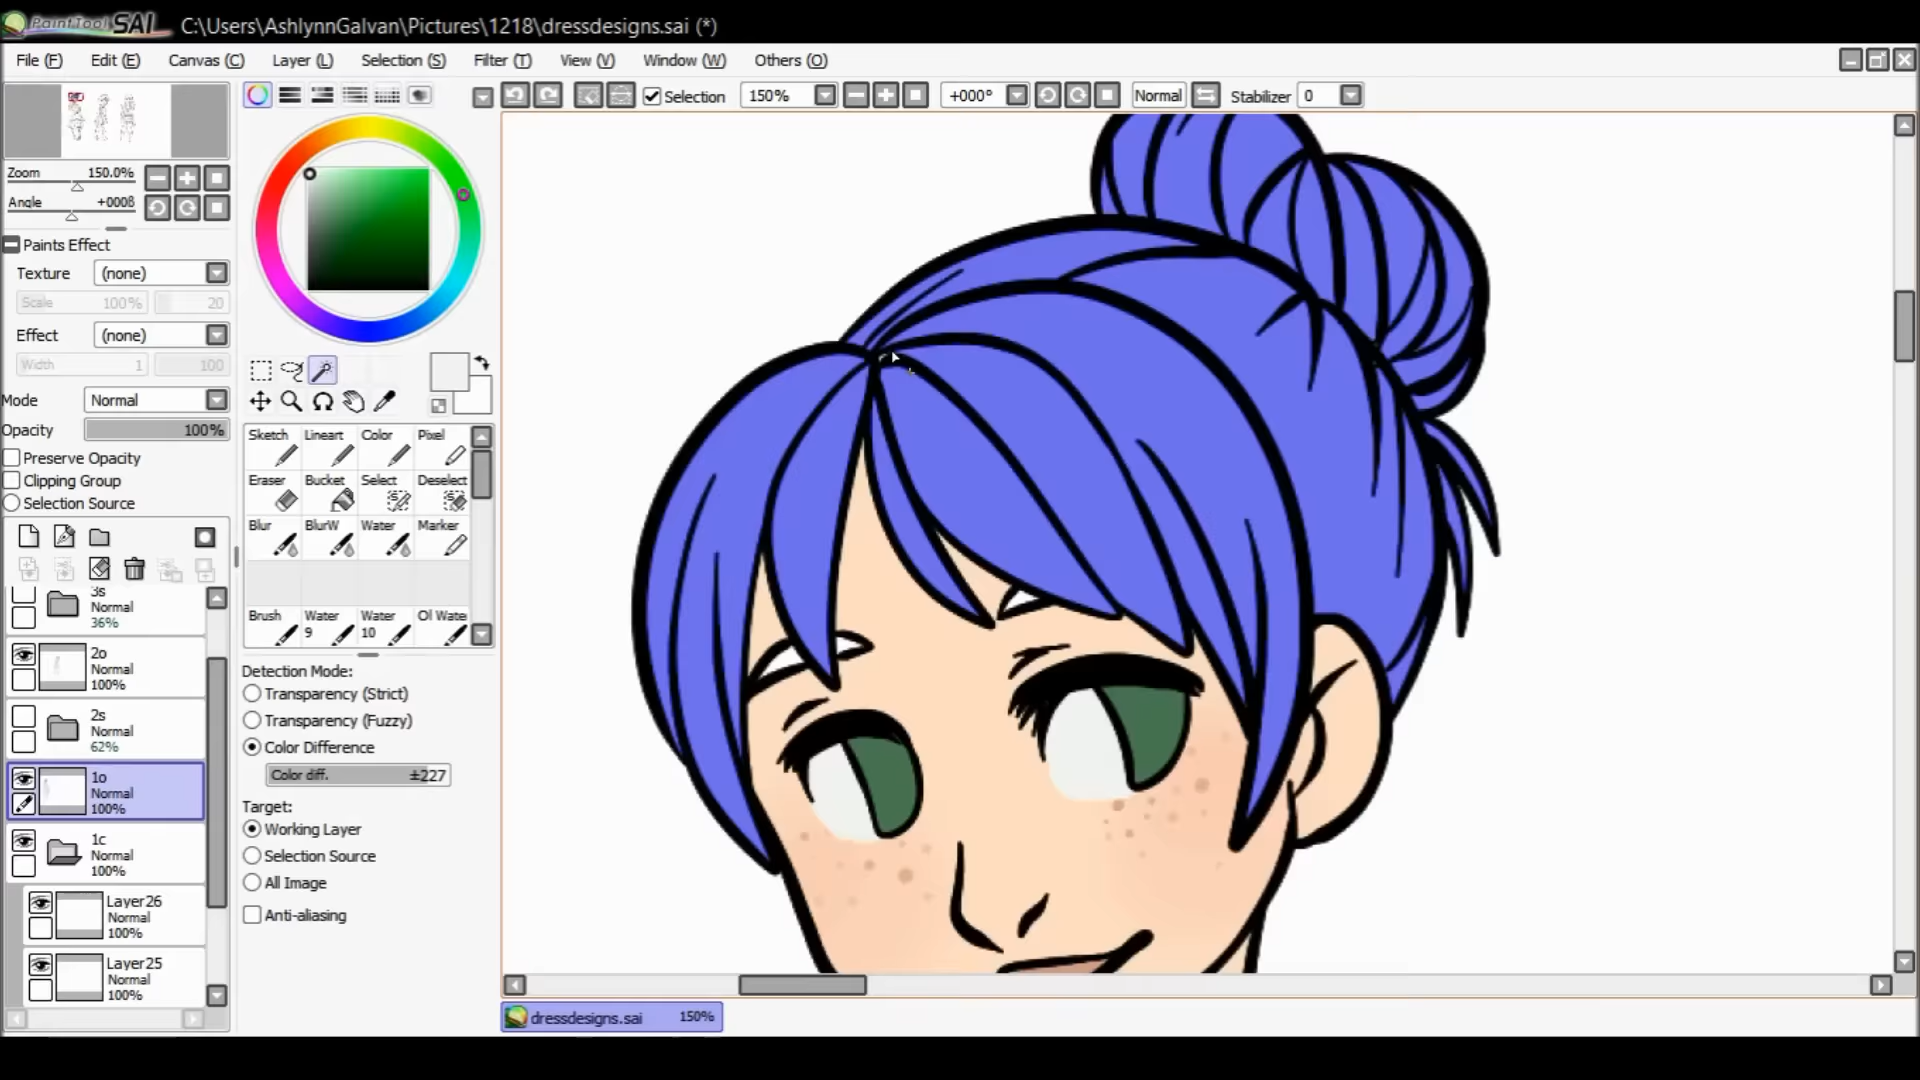 PaintTool SAI C:\Users\AshlynnGalvan\Pictures\1218\dressdesigns.sai (*)
File (F) Edit (E) Canvas (C) Layer (L) Selection (S) Filter (T) View (V) Window (W) Others (O)
Selection 150% +000° Normal Stabilizer 0
Zoom 150.0%
Angle +000ß
Paints Effect
Texture (none)
Scale 100% 20
Effect (none)
Width 1 100
Mode Normal
Opacity 100%
Preserve Opacity
Clipping Group
Selection Source
3s
Normal
36%
2o
Normal
100%
2s
Normal
62%
1o
Normal
100%
1c
Normal
100%
Layer26
Normal
100%
Layer25
Normal
100%
Sketch Lineart Color Pixel
Eraser Bucket Select Deselect
Blur BlurW Water Marker
Brush Water 9 Water 10 Ol Wate
Detection Mode:
Transparency (Strict)
Transparency (Fuzzy)
Color Difference
Color diff. ±227
Target:
Working Layer
Selection Source
All Image
Anti-aliasing
dressdesigns.sai 150%